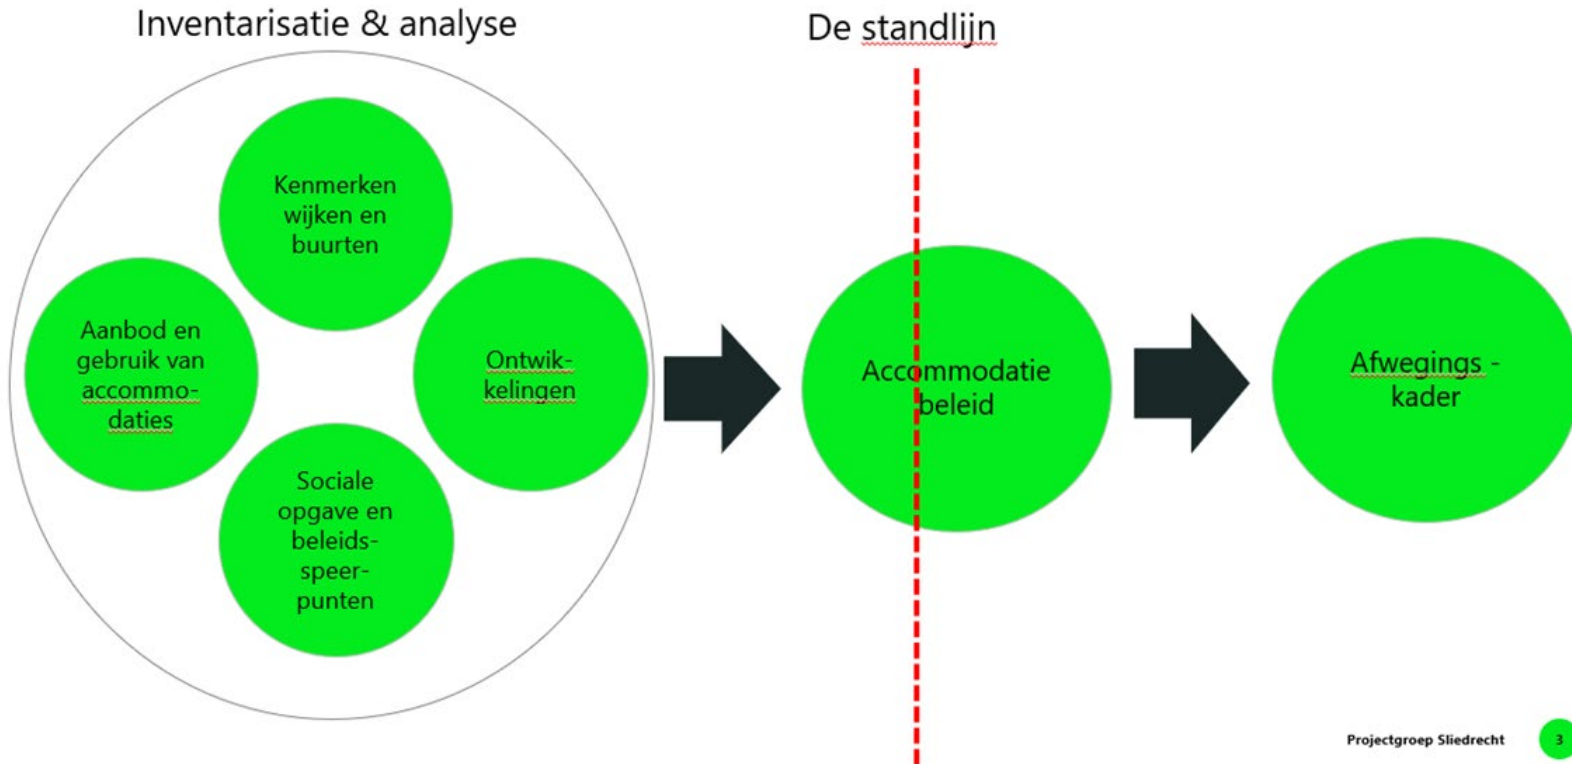 Inventarisatie & analyse
De standlijn
Kenmerken
wijken en
buurten
Aanbod en
gebruik van
accommo-
daties
Ontwik-
kelingen
Sociale
opgave en
beleids-
speer-
punten
Accommodatie
beleid
Afwegings -
kader
Projectgroep Sliedrecht
3